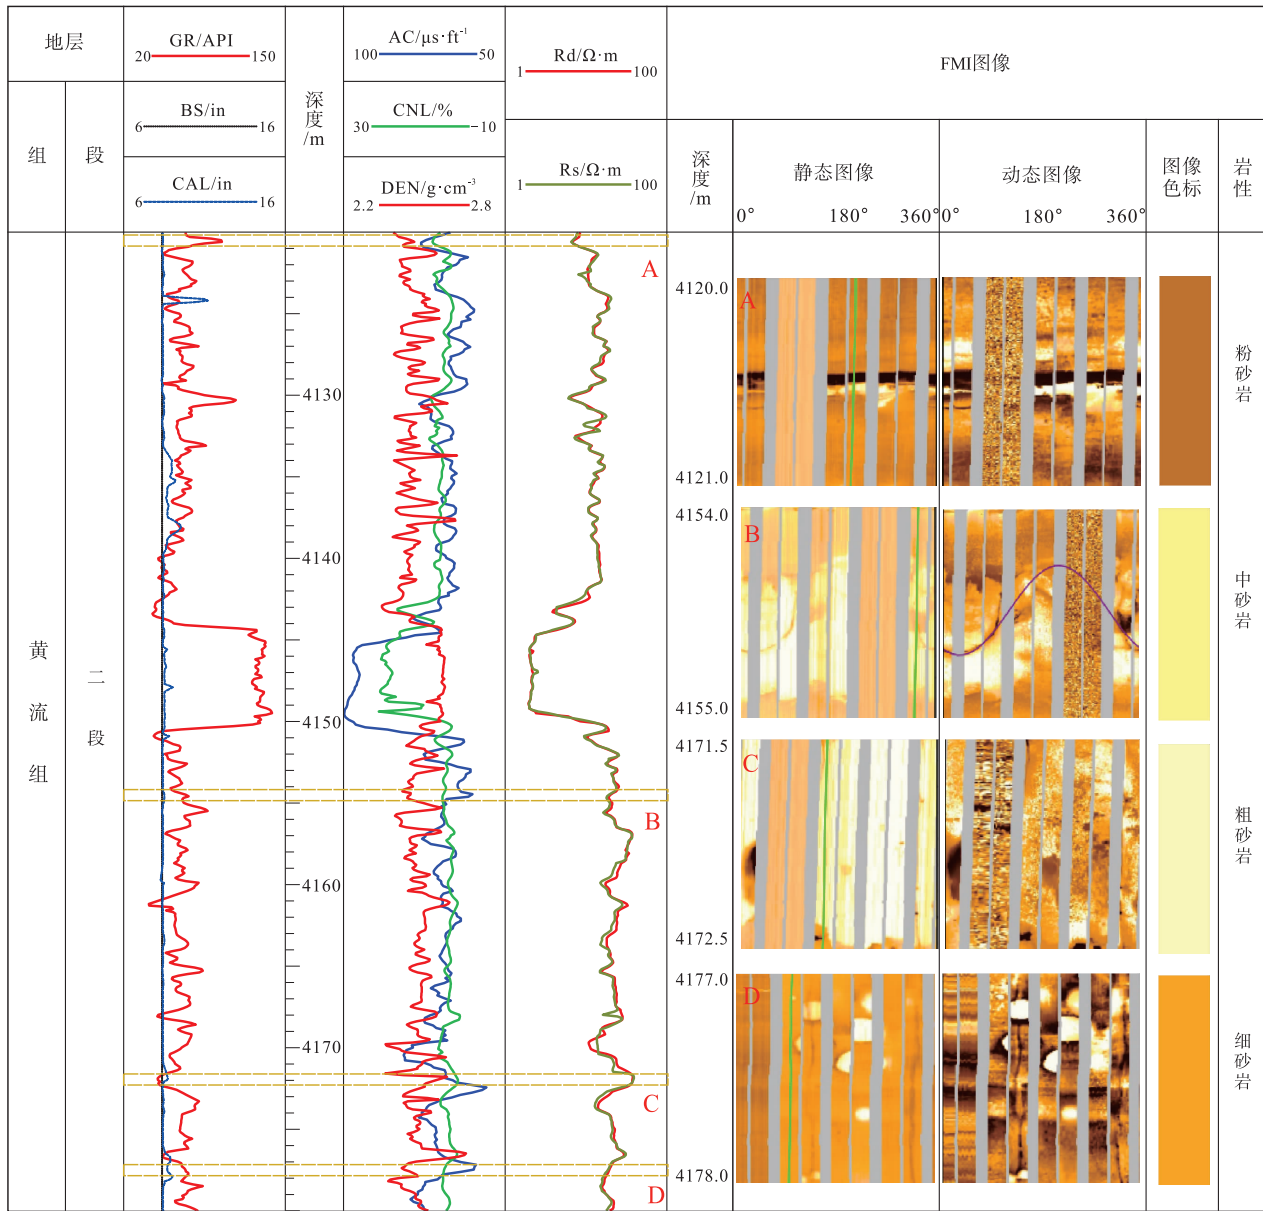 地层
组
段
GR/API
20 150
BS/in
6 16
CAL/in
6 16
深度/m
AC/μs·ft⁻¹
100 50
CNL/%
30 −10
DEN/g·cm⁻³
2.2 2.8
Rd/Ω·m
1 100
Rs/Ω·m
1 100
FMI图像
深度/m
静态图像
0° 180° 360°
动态图像
0° 180° 360°
图像
色标
岩性
黄流组
二段
4130
4140
4150
4160
4170
A
B
C
D
4120.0
A
4121.0
粉砂岩
4154.0
B
4155.0
中砂岩
4171.5
C
4172.5
粗砂岩
4177.0
D
4178.0
细砂岩